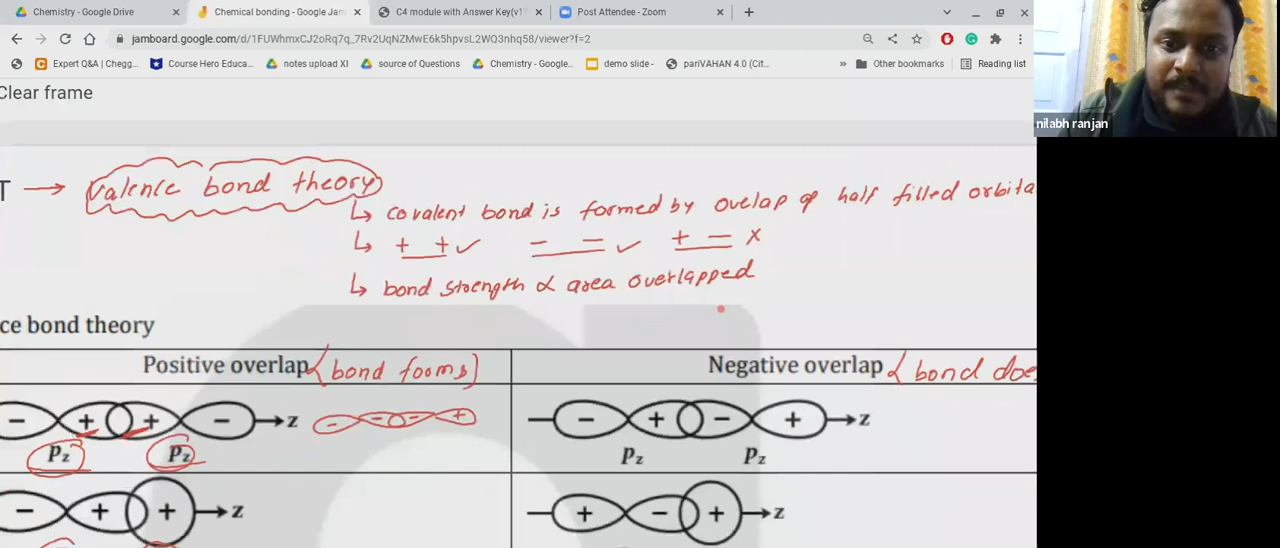 Chemistry - Google Drive
Chemical bonding - Google Jam
C4 module with Answer Key(v1
Post Attendee - Zoom
jamboard.google.com/d/1FUWhmxCJ2oRq7q_7Rv2UqNZMwE6k5hpvsL2WQ3nhq58/viewer?f=2
Expert Q&A | Chegg... Course Hero Educa... notes upload XI source of Questions Chemistry - Google... demo slide - pariVAHAN 4.0 (Cit... » Other bookmarks Reading list
Clear frame
nilabh ranjan
T → valence bond theory
↳ covalent bond is formed by overlap of half filled orbita
↳ + + ✓ – – ✓ + – x
↳ bond strength ∝ area overlapped
ce bond theory
Positive overlap (bond forms)
Negative overlap (bond doe
– + + – → z – – – +
– + – + → z
Pz Pz
Pz Pz
– + + → z
+ – + → z